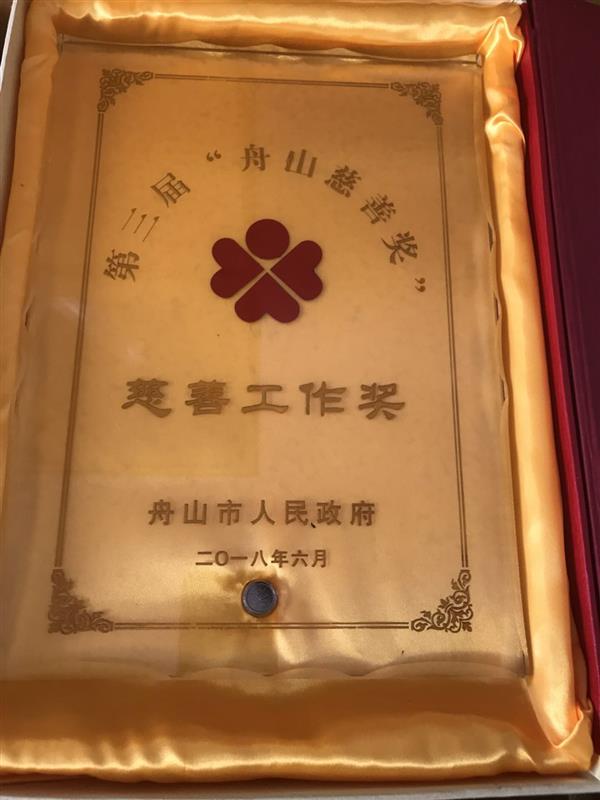 第三届“舟山慈善奖”
慈善工作奖
舟山市人民政府
二〇一八年六月